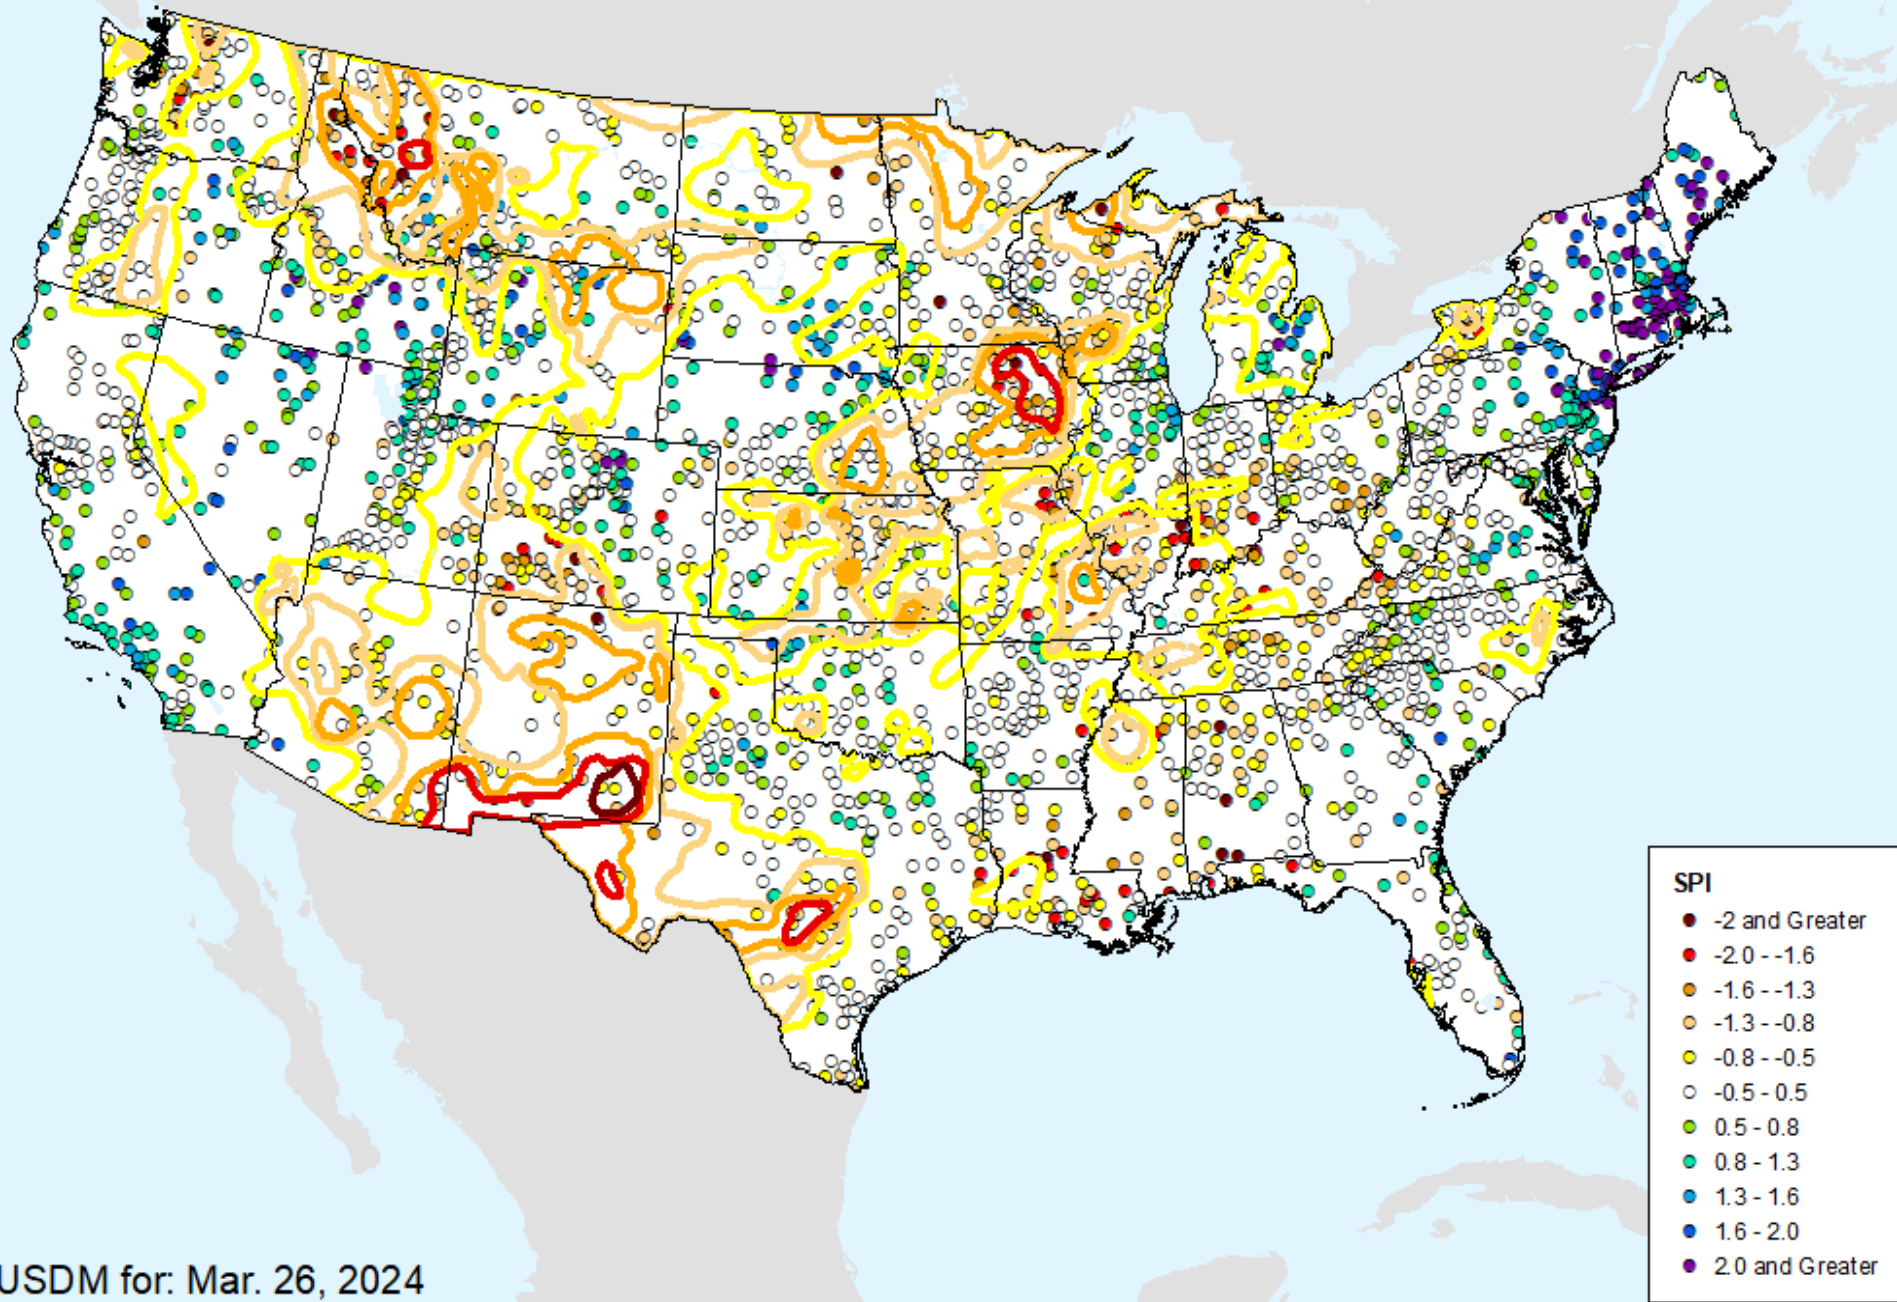 SPI
-2 and Greater
-2.0 - -1.6
-1.6 - -1.3
-1.3 - -0.8
-0.8 - -0.5
-0.5 - 0.5
0.5 - 0.8
0.8 - 1.3
1.3 - 1.6
1.6 - 2.0
2.0 and Greater
USDM for: Mar. 26, 2024